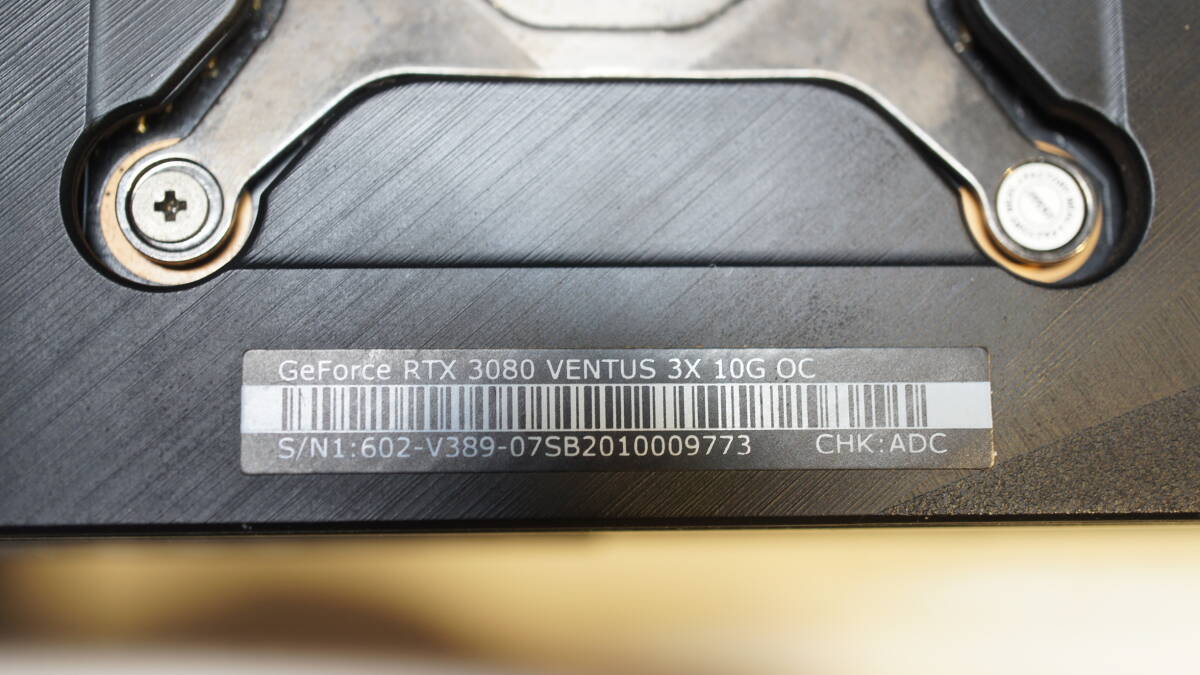 GeForce RTX 3080 VENTUS 3X 10G OC
S/N1:602-V389-07SB2010009773 CHK:ADC